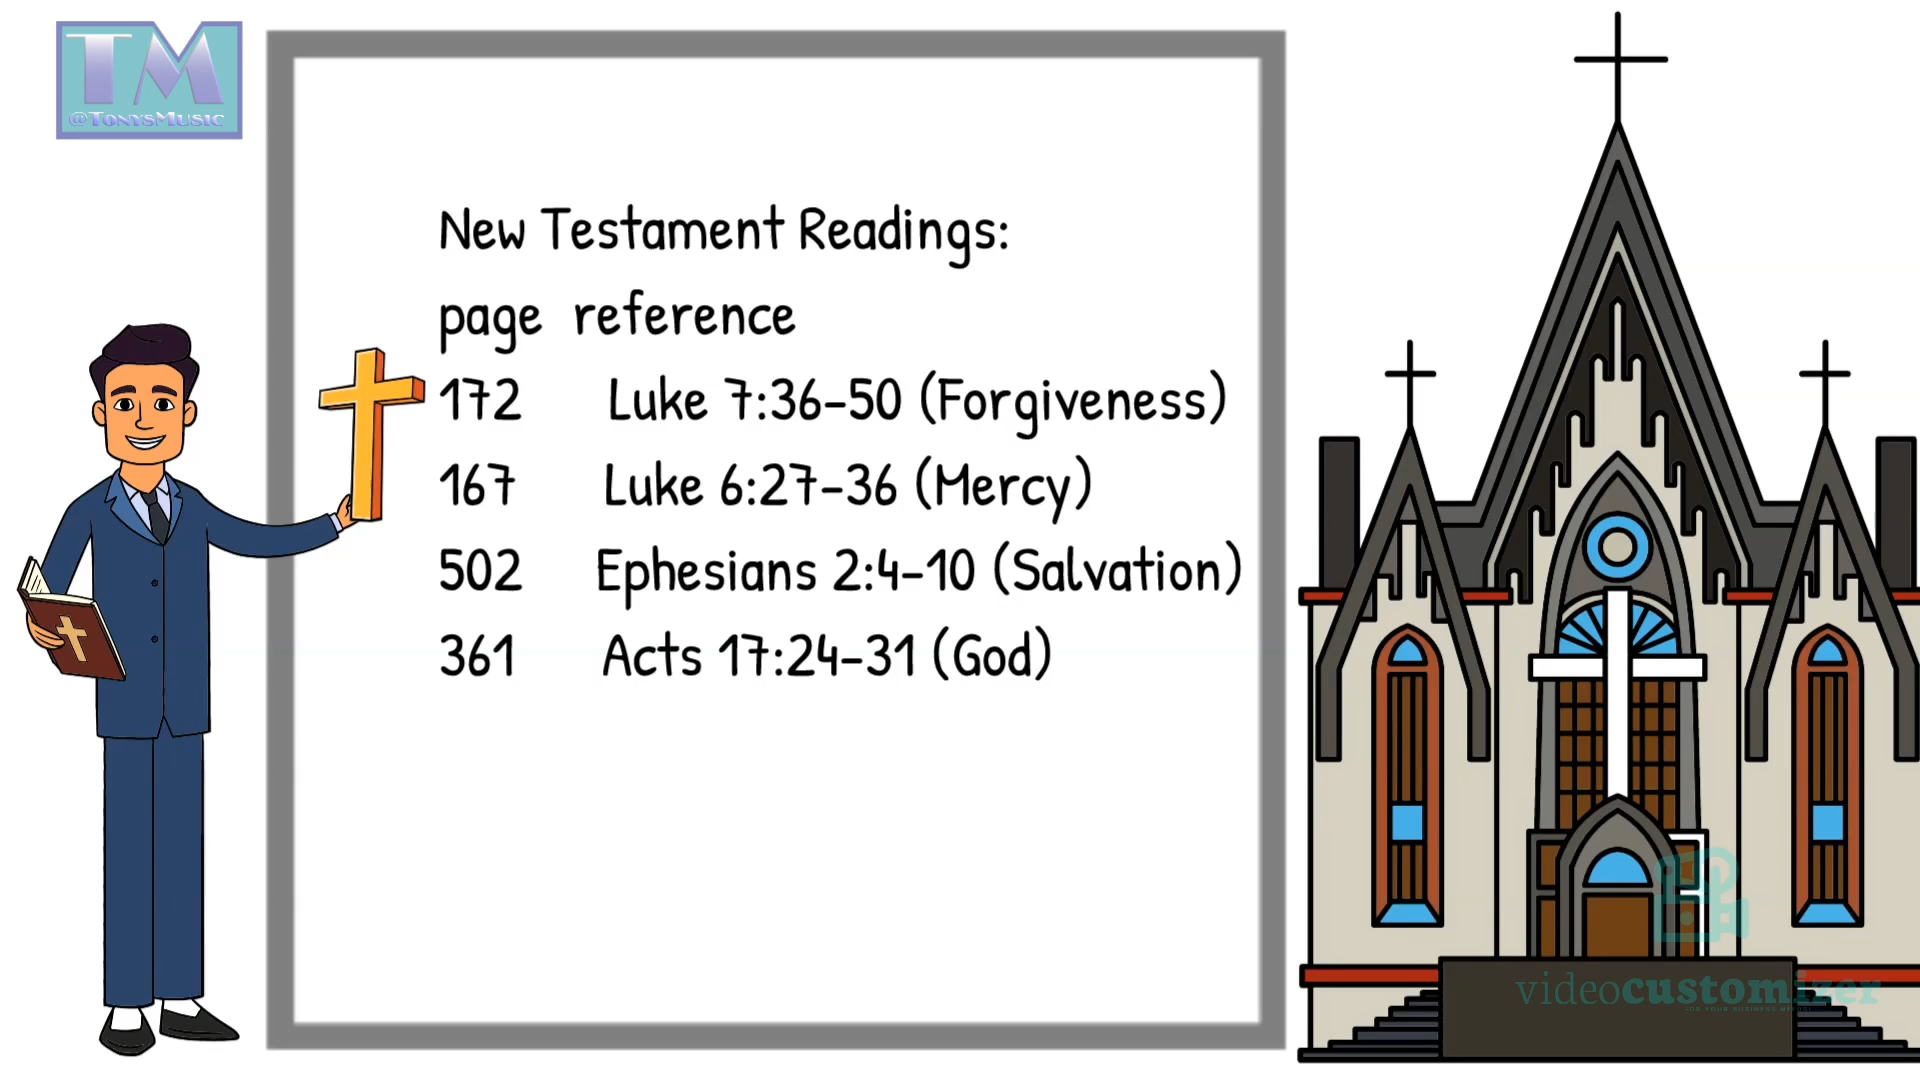 TM
@TonysMusic
New Testament Readings:
page reference
172 Luke 7:36-50 (Forgiveness)
167 Luke 6:27-36 (Mercy)
502 Ephesians 2:4-10 (Salvation)
361 Acts 17:24-31 (God)
videocustomizer